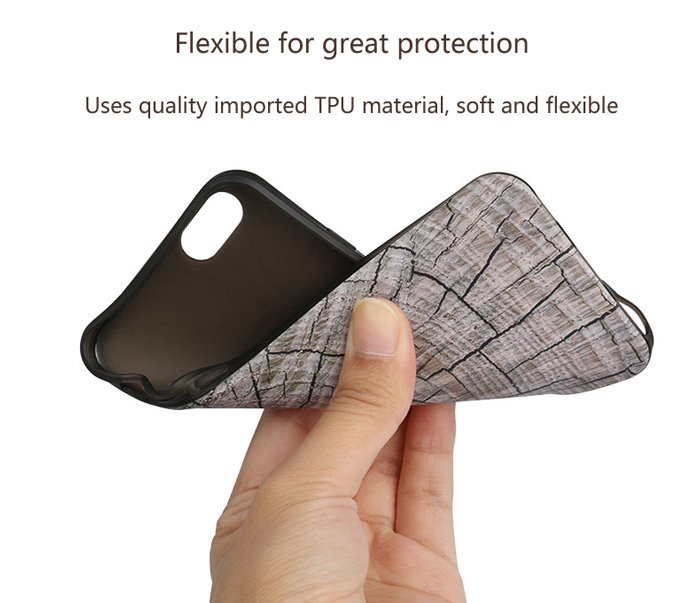 Flexible for great protection
Uses quality imported TPU material, soft and flexible